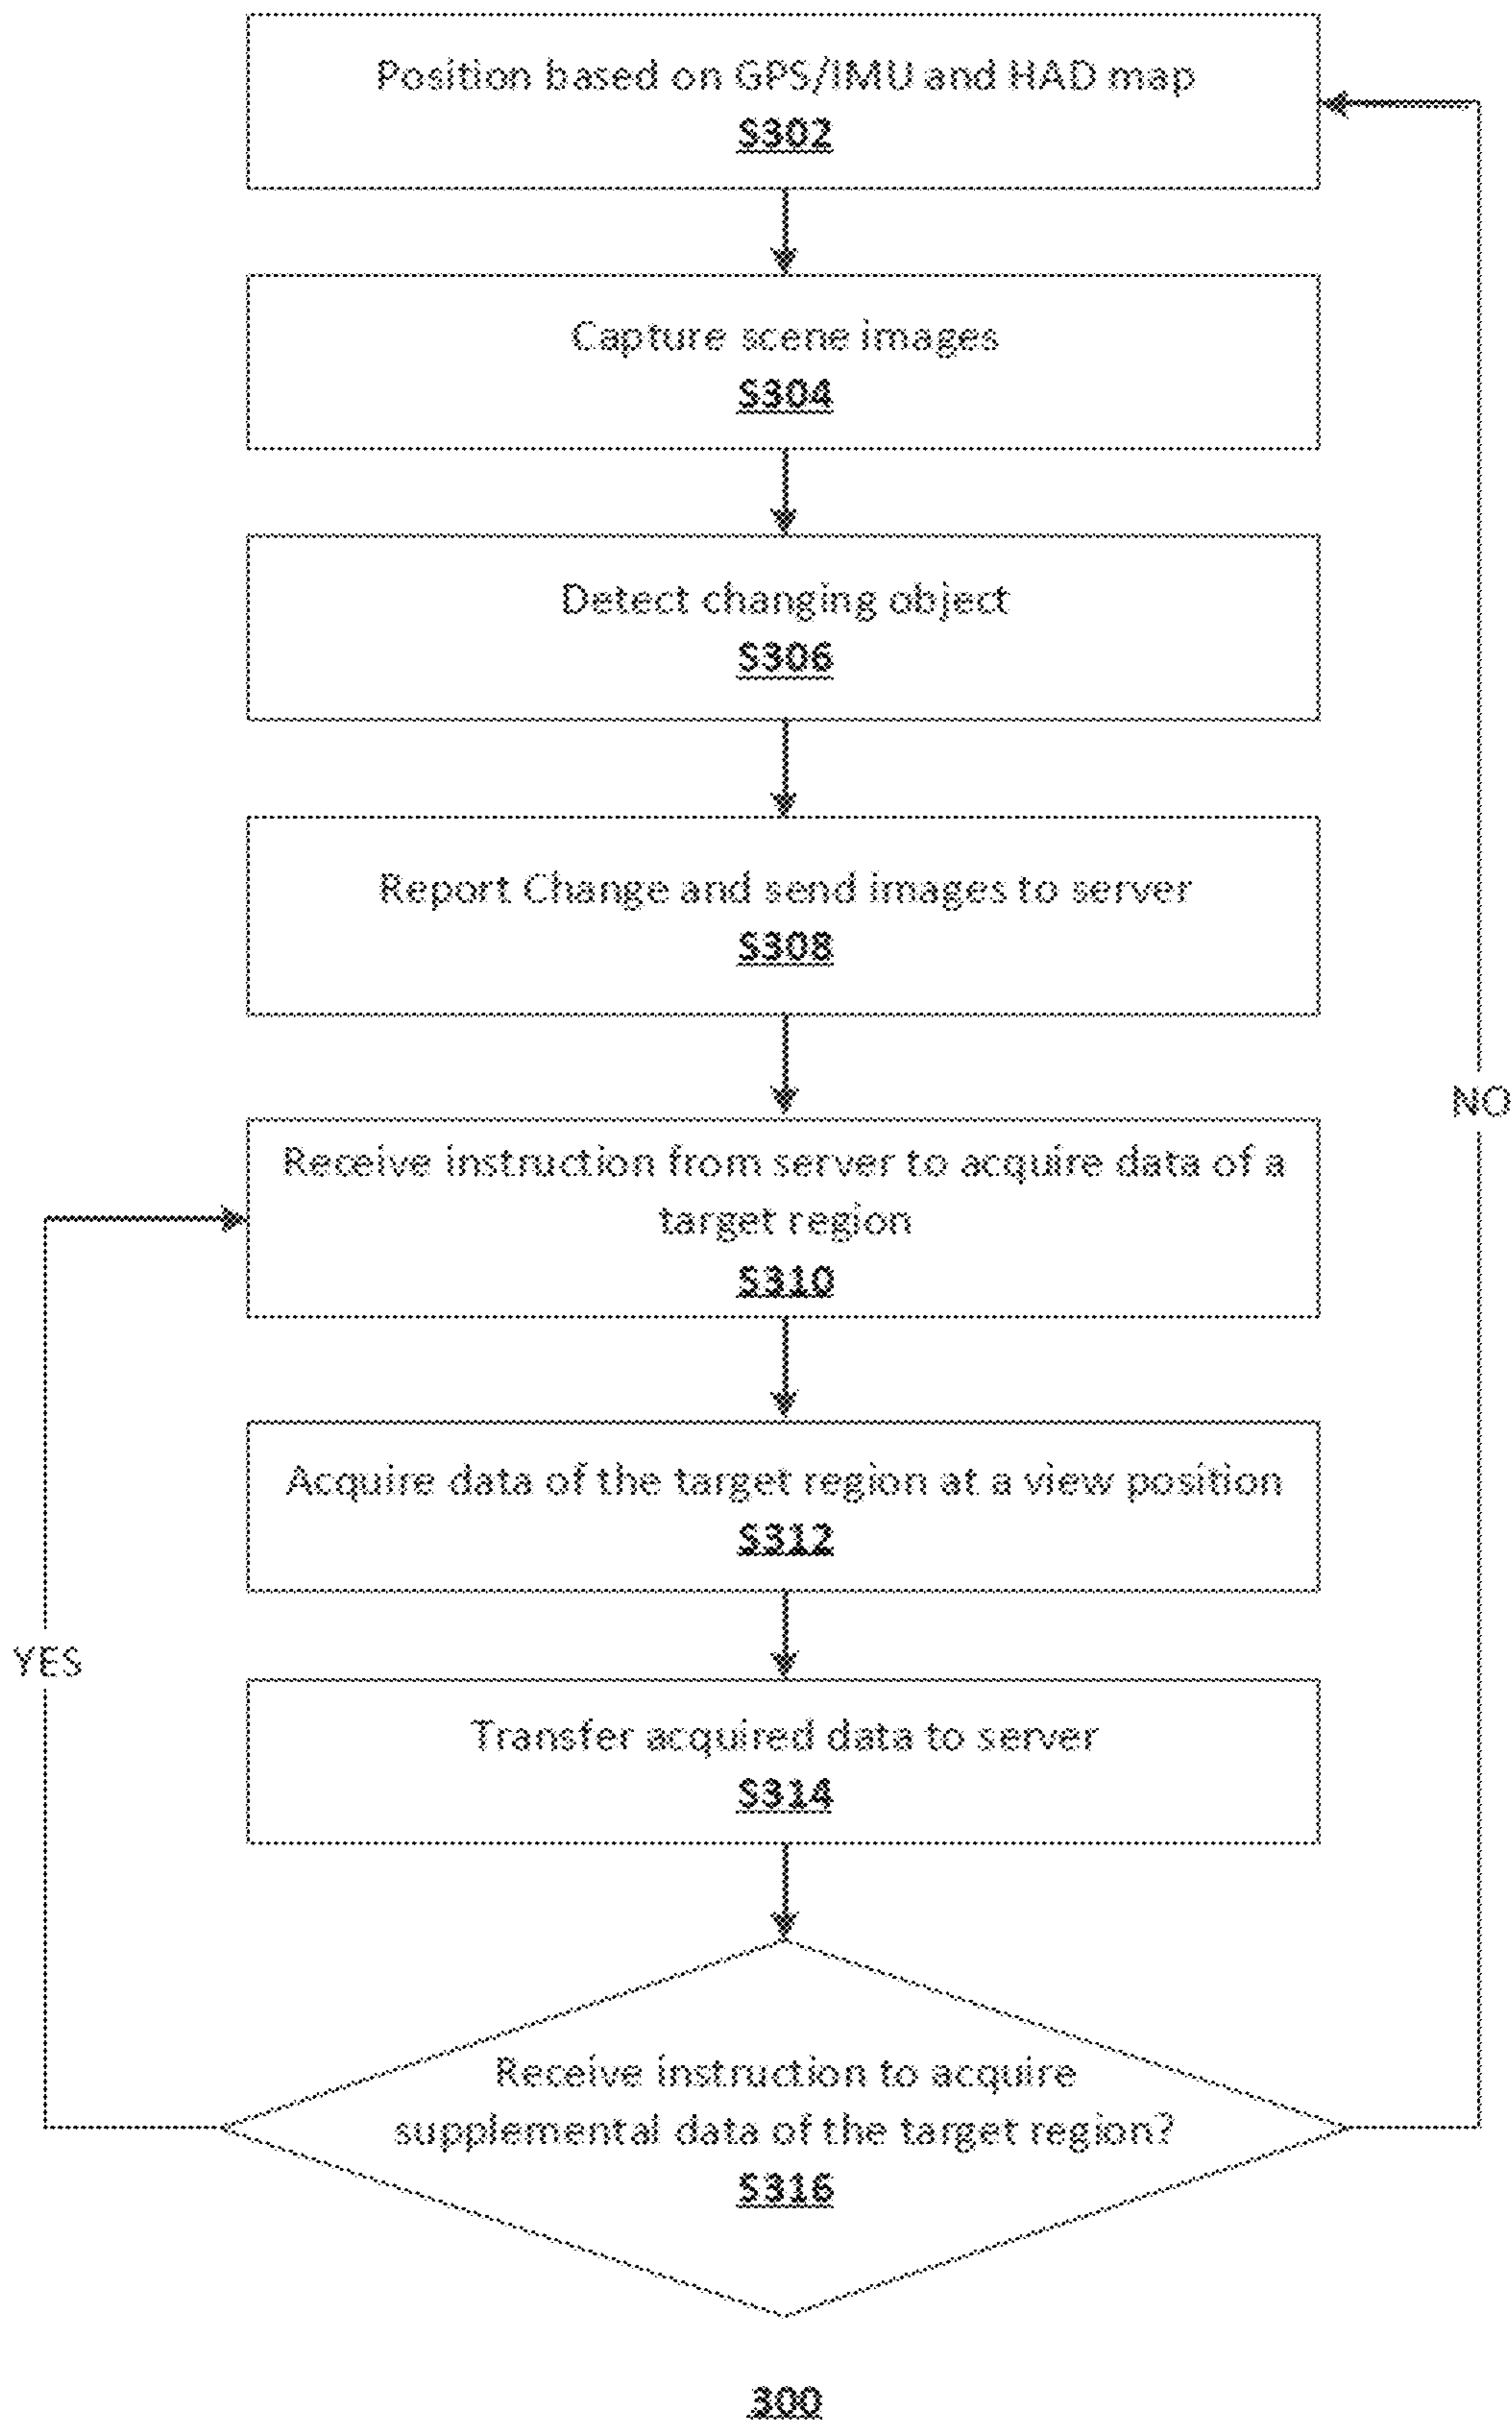 Position based on GPS/IMU and HAD map
S302
Capture scene images
S304
Detect changing object
S306
Report Change and send images to server
S308
NO
Receive instruction from server to acquire data of a
target region
S310
Acquire data of the target region at a view position
S312
YES
Transfer acquired data to server
S314
Receive instruction to acquire
supplemental data of the target region?
S316
300